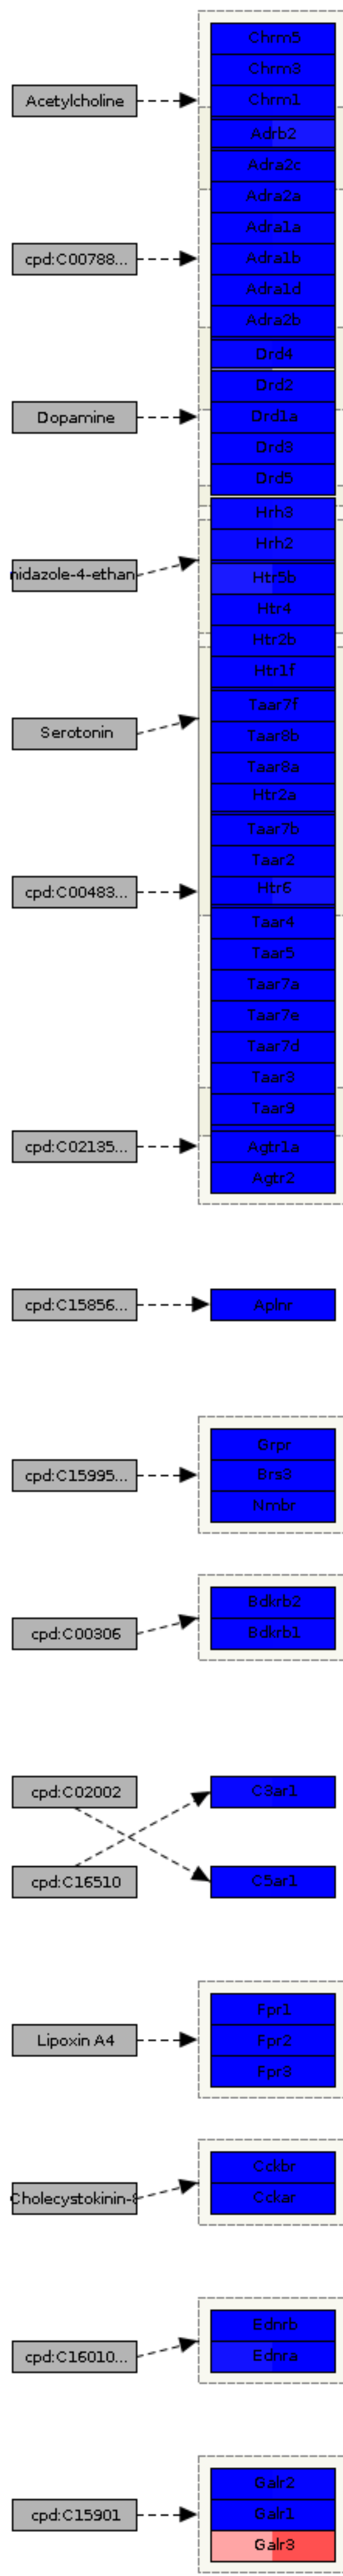 Chrm5
Chrm3
Acetylcholine
Chrm1
Adrb2
Adra2c
Adra2a
Adra1a
cpd:C00788...
Adra1b
Adra1d
Adra2b
Drd4
Drd2
Dopamine
Drd1a
Drd3
Drd5
Hrh3
Hrh2
nidazole-4-ethan
Htr5b
Htr4
Htr2b
Htr1f
Taar7f
Serotonin
Taar8b
Taar8a
Htr2a
Taar7b
Taar2
cpd:C00483...
Htr6
Taar4
Taar5
Taar7a
Taar7e
Taar7d
Taar3
Taar9
cpd:C02135...
Agtr1a
Agtr2
cpd:C15856...
Aplnr
Grpr
cpd:C15995...
Brs3
Nmbr
Bdkrb2
cpd:C00306
Bdkrb1
cpd:C02002
C3ar1
cpd:C16510
C5ar1
Fpr1
Lipoxin A4
Fpr2
Fpr3
Cckbr
Cholecystokinin-8
Cckar
Ednrb
cpd:C16010...
Ednra
Galr2
cpd:C15901
Galr1
Galr3